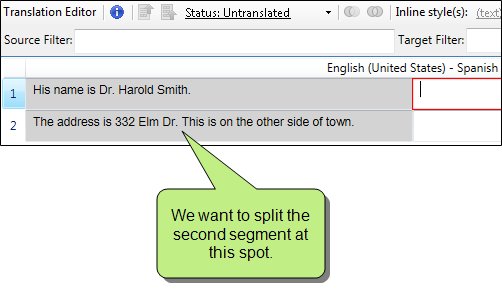 Translation Editor Status: Untranslated Inline style(s): (text)
Source Filter: Target Filter:
English (United States) - Spanish
1 His name is Dr. Harold Smith.
2 The address is 332 Elm Dr. This is on the other side of town.
We want to split the
second segment at
this spot.